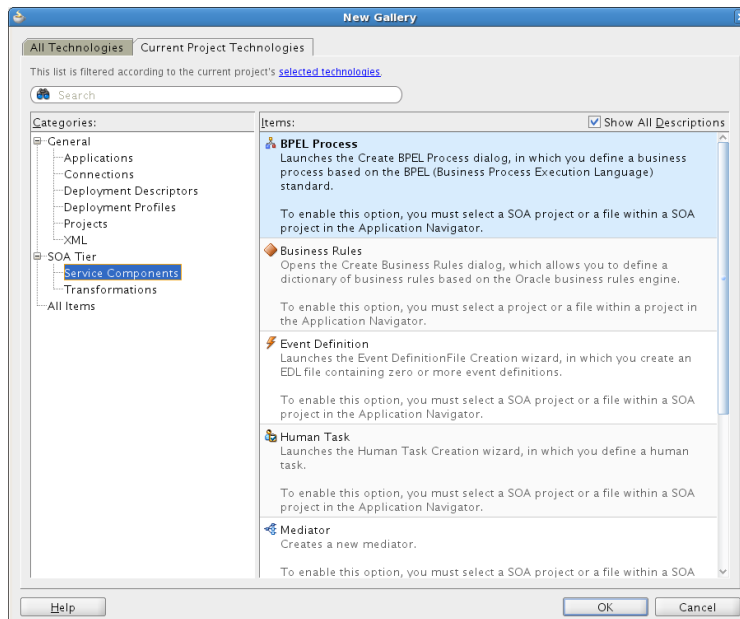 New Gallery
All Technologies Current Project Technologies
This list is filtered according to the current project's selected technologies.
Search
Categories:
General
Applications
Connections
Deployment Descriptors
Deployment Profiles
Projects
XML
SOA Tier
Service Components
Transformations
All Items
Items: Show All Descriptions
BPEL Process
Launches the Create BPEL Process dialog, in which you define a business
process based on the BPEL (Business Process Execution Language)
standard.
To enable this option, you must select a SOA project or a file within a SOA
project in the Application Navigator.
Business Rules
Opens the Create Business Rules dialog, which allows you to define a
dictionary of business rules based on the Oracle business rules engine.
To enable this option, you must select a project or a file within a project in
the Application Navigator.
Event Definition
Launches the Event DefinitionFile Creation wizard, in which you create an
EDL file containing zero or more event definitions.
To enable this option, you must select a SOA project or a file within a SOA
project in the Application Navigator.
Human Task
Launches the Human Task Creation wizard, in which you define a human
task.
To enable this option, you must select a SOA project or a file within a SOA
project in the Application Navigator.
Mediator
Creates a new mediator.
To enable this option, you must select a SOA project or a file within a SOA
Help OK Cancel